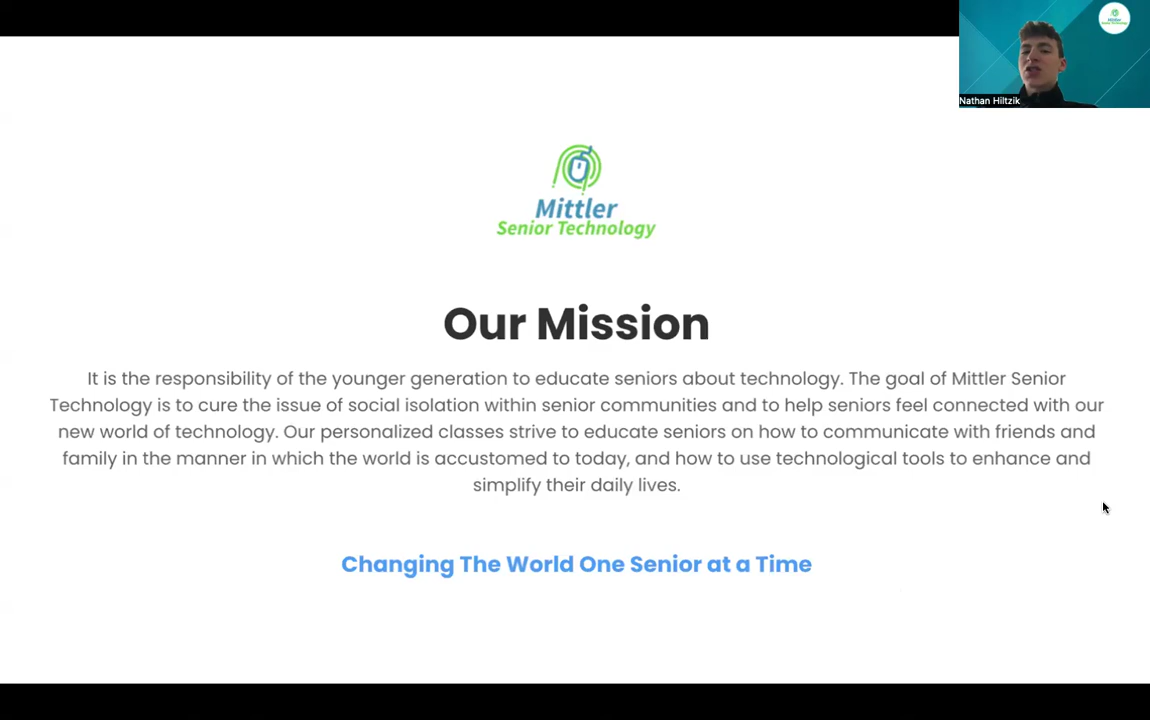 Nathan Hiltzik
Mittler
Senior Technology
Our Mission
It is the responsibility of the younger generation to educate seniors about technology. The goal of Mittler Senior
Technology is to cure the issue of social isolation within senior communities and to help seniors feel connected with our
new world of technology. Our personalized classes strive to educate seniors on how to communicate with friends and
family in the manner in which the world is accustomed to today, and how to use technological tools to enhance and
simplify their daily lives.
Changing The World One Senior at a Time